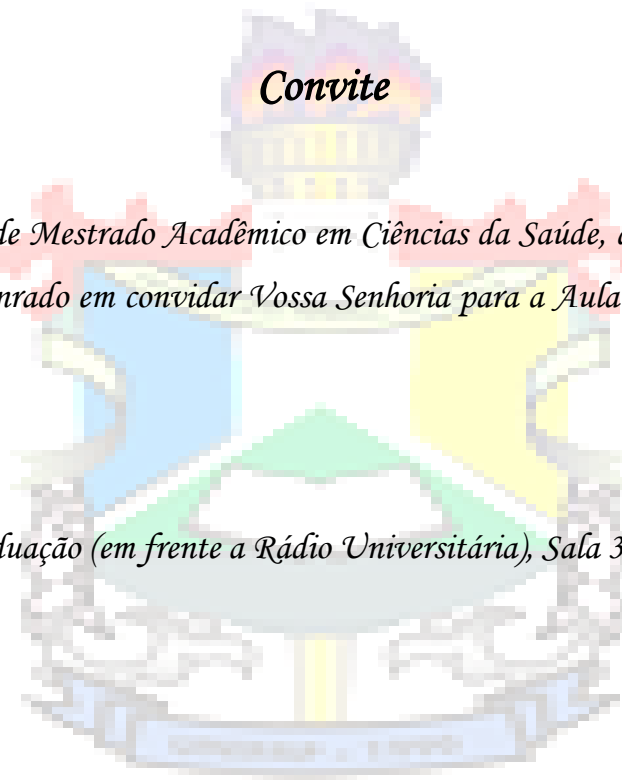 Convite
de Mestrado Acadêmico em Ciências da Saúde,
nrado em convidar Vossa Senhoria para a Aula
duação (em frente a Rádio Universitária), Sala 3